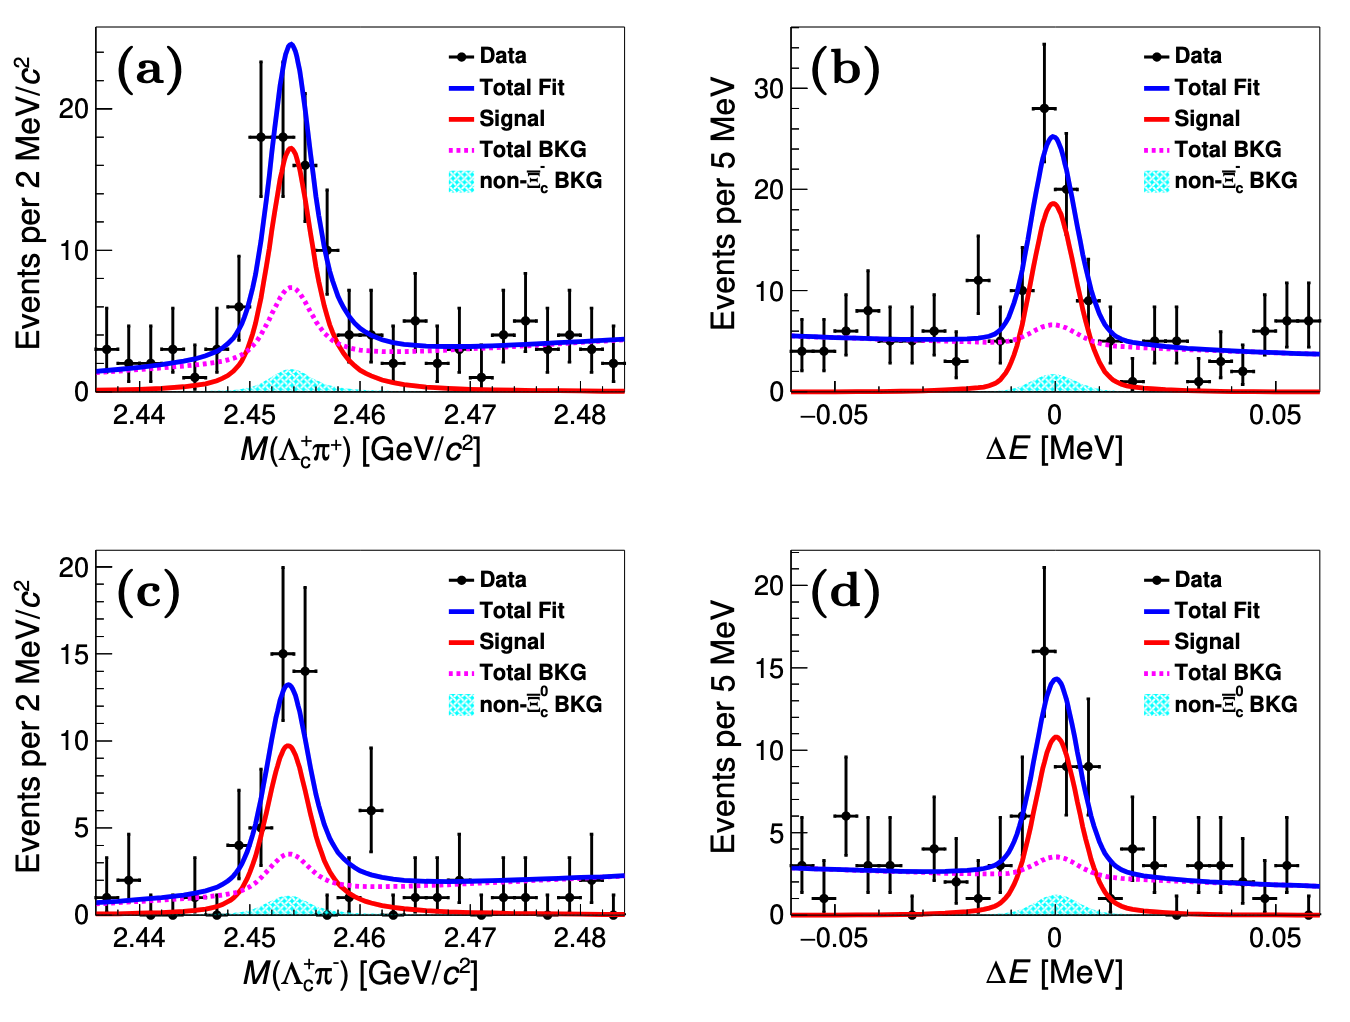 (a)
Data
Total Fit
Signal
Total BKG
non-Ξc⁻ BKG
Events per 2 MeV/c²
20
10
0
2.44 2.45 2.46 2.47 2.48
M(Λc⁺π⁺) [GeV/c²]
(b)
Data
Total Fit
Signal
Total BKG
non-Ξc⁻ BKG
Events per 5 MeV
30
20
10
0
−0.05 0 0.05
ΔE [MeV]
(c)
Data
Total Fit
Signal
Total BKG
non-Ξc⁰ BKG
Events per 2 MeV/c²
20
15
10
5
0
2.44 2.45 2.46 2.47 2.48
M(Λc⁺π⁻) [GeV/c²]
(d)
Data
Total Fit
Signal
Total BKG
non-Ξc⁰ BKG
Events per 5 MeV
20
15
10
5
0
−0.05 0 0.05
ΔE [MeV]